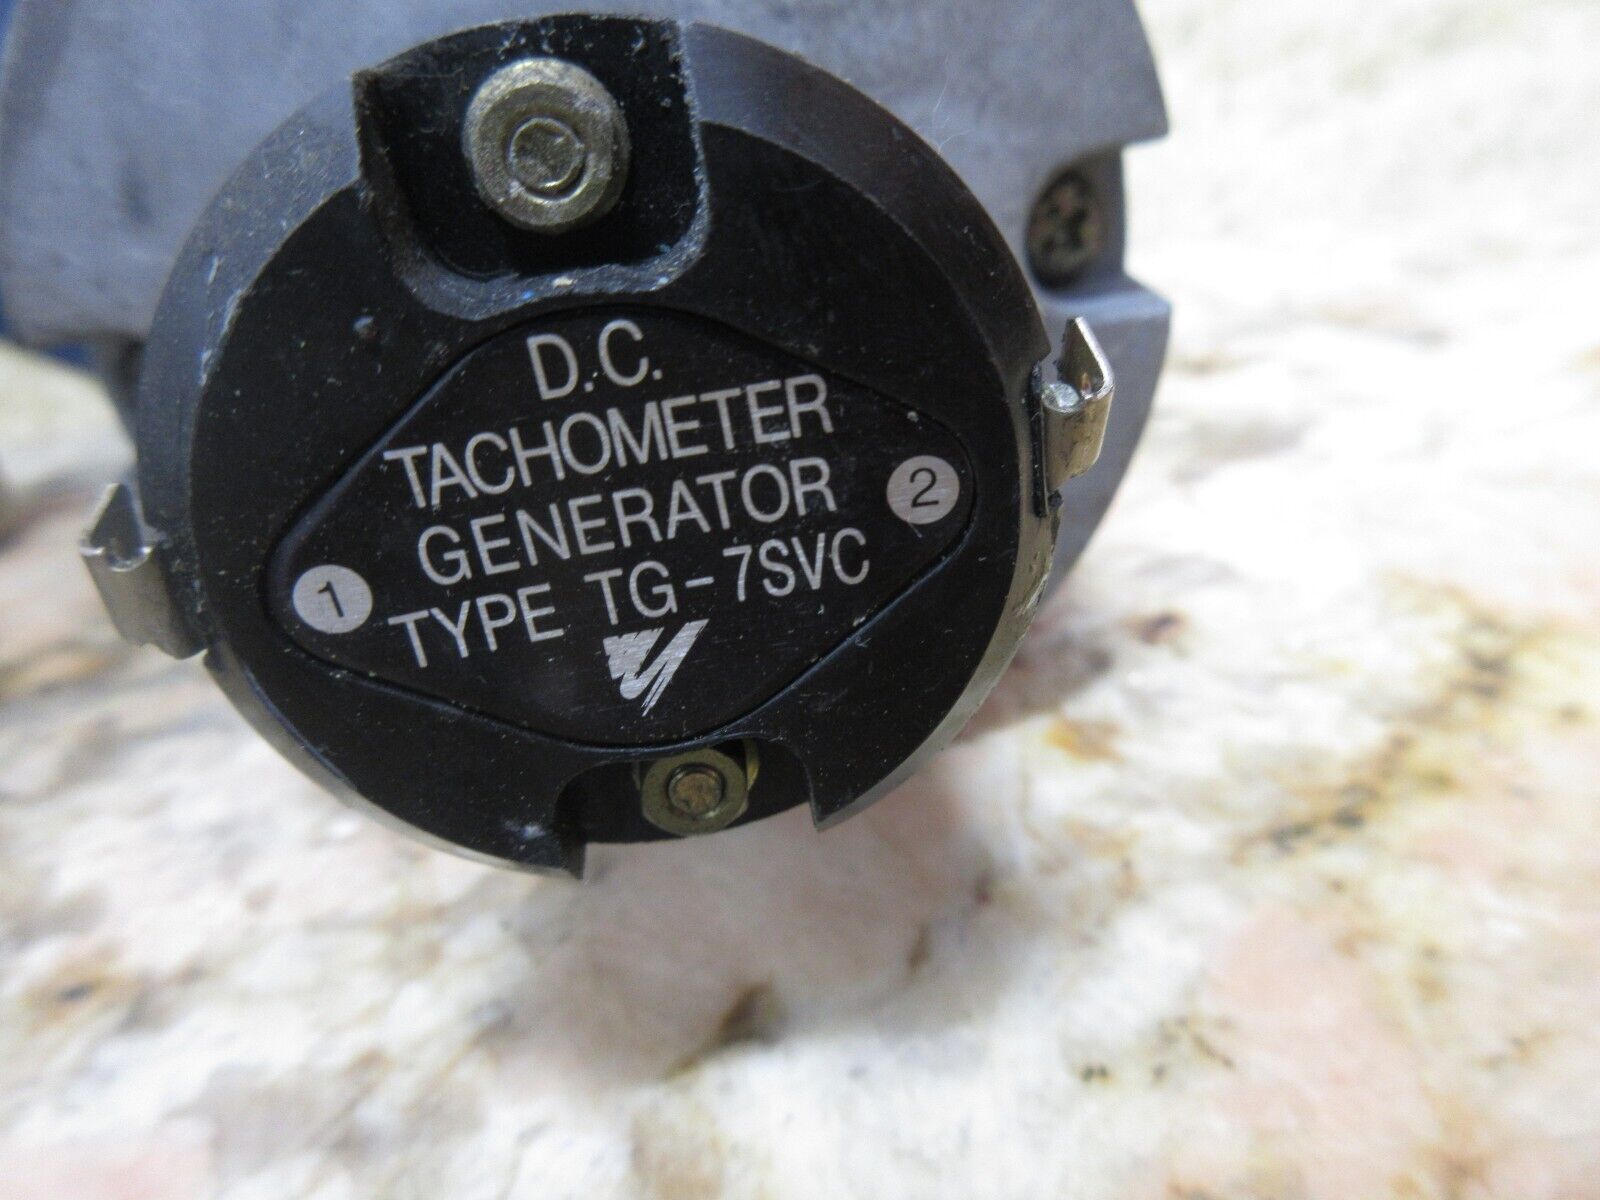 D.C.
TACHOMETER
GENERATOR
TYPE TG-7SVC
1
2